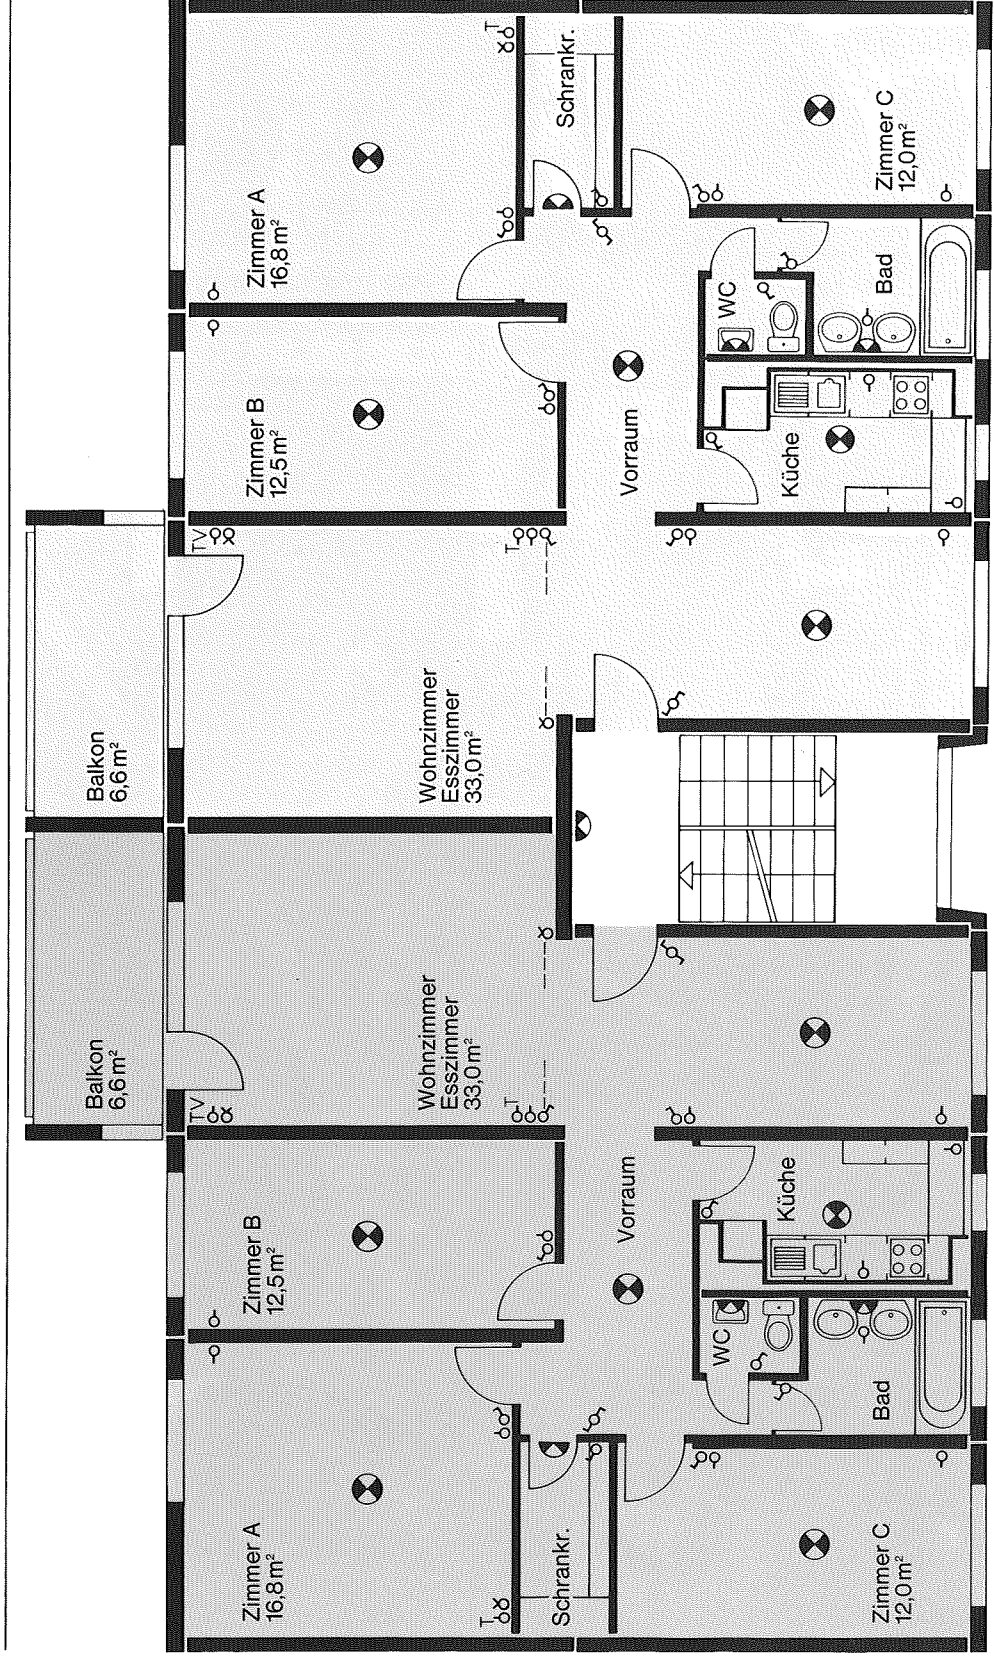 Balkon
6,6 m²
Balkon
6,6 m²
TV
TV
Zimmer A
16,8 m²
Zimmer B
12,5 m²
Wohnzimmer
Esszimmer
33,0 m²
Wohnzimmer
Esszimmer
33,0 m²
Zimmer B
12,5 m²
Zimmer A
16,8 m²
T
T
T
T
Schrankr.
Vorraum
Vorraum
Schrankr.
WC
WC
Küche
Küche
Zimmer C
12,0 m²
Bad
Bad
Zimmer C
12,0 m²